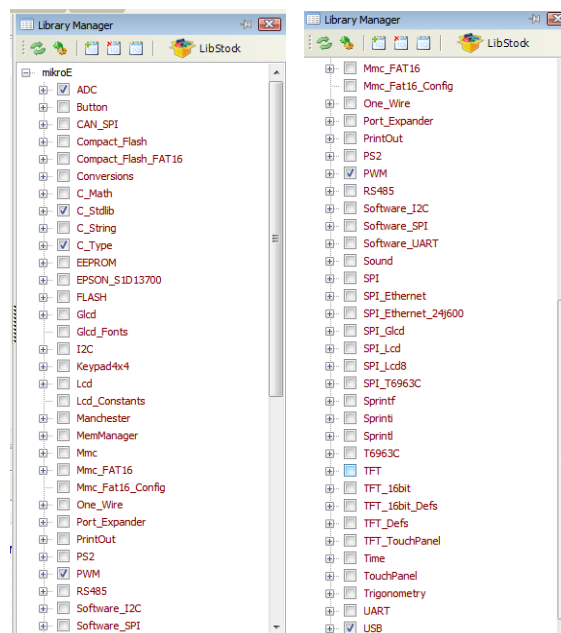 Library Manager
LibStock
mikroE
ADC
Button
CAN_SPI
Compact_Flash
Compact_Flash_FAT16
Conversions
C_Math
C_Stdlib
C_String
C_Type
EEPROM
EPSON_S1D13700
FLASH
Glcd
Glcd_Fonts
I2C
Keypad4x4
Lcd
Lcd_Constants
Manchester
MemManager
Mmc
Mmc_FAT16
Mmc_Fat16_Config
One_Wire
Port_Expander
PrintOut
PS2
PWM
RS485
Software_I2C
Software_SPI
Library Manager
LibStock
Mmc_FAT16
Mmc_Fat16_Config
One_Wire
Port_Expander
PrintOut
PS2
PWM
RS485
Software_I2C
Software_SPI
Software_UART
Sound
SPI
SPI_Ethernet
SPI_Ethernet_24j600
SPI_Glcd
SPI_Lcd
SPI_Lcd8
SPI_T6963C
Sprintf
Sprinti
Sprintl
T6963C
TFT
TFT_16bit
TFT_16bit_Defs
TFT_Defs
TFT_TouchPanel
Time
TouchPanel
Trigonometry
UART
USB